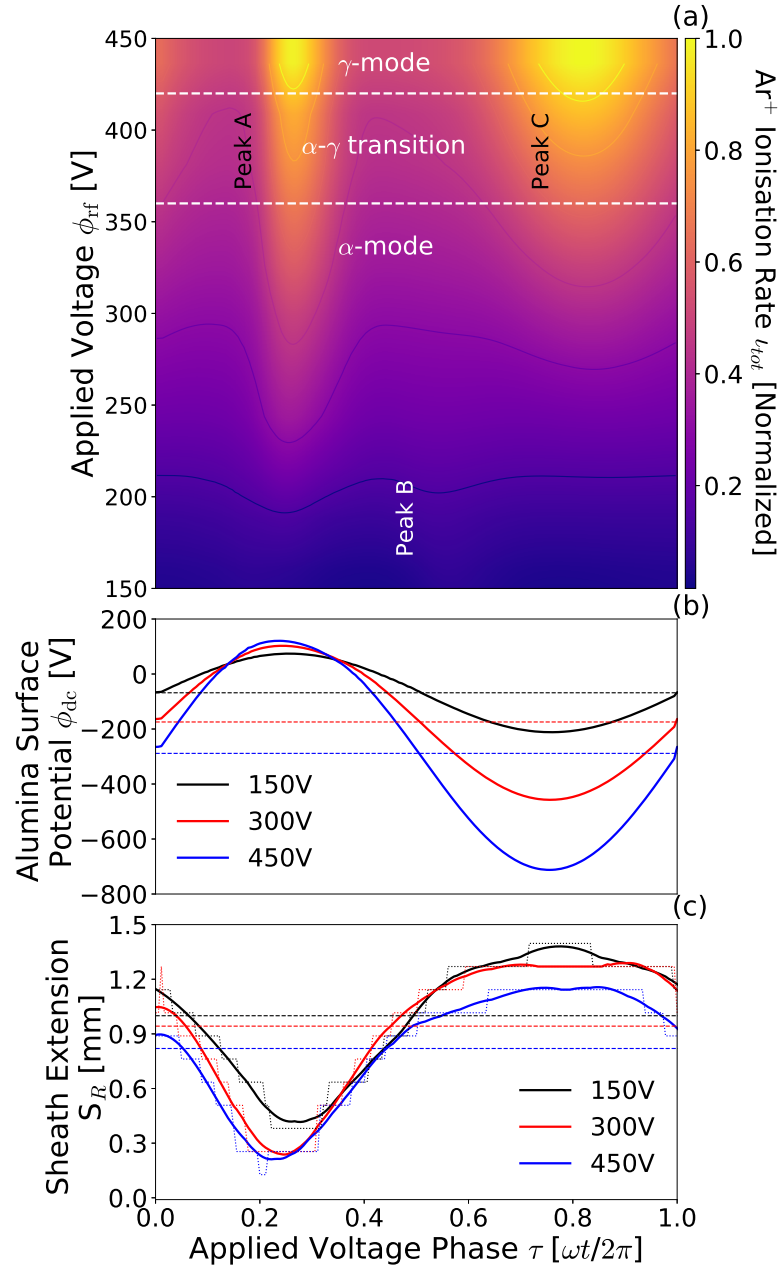 (a)
Applied Voltage ϕrf [V]
450
400
350
300
250
200
150
γ-mode
α-γ transition
α-mode
Peak A
Peak B
Peak C
1.0
0.8
0.6
0.4
0.2
Ar⁺ Ionisation Rate ιtot [Normalized]
(b)
Alumina Surface
Potential ϕdc [V]
200
0
−200
−400
−600
−800
150V
300V
450V
(c)
Sheath Extension
SR [mm]
1.5
1.2
0.9
0.6
0.3
0.0
150V
300V
450V
0.0 0.2 0.4 0.6 0.8 1.0
Applied Voltage Phase τ [ωt/2π]